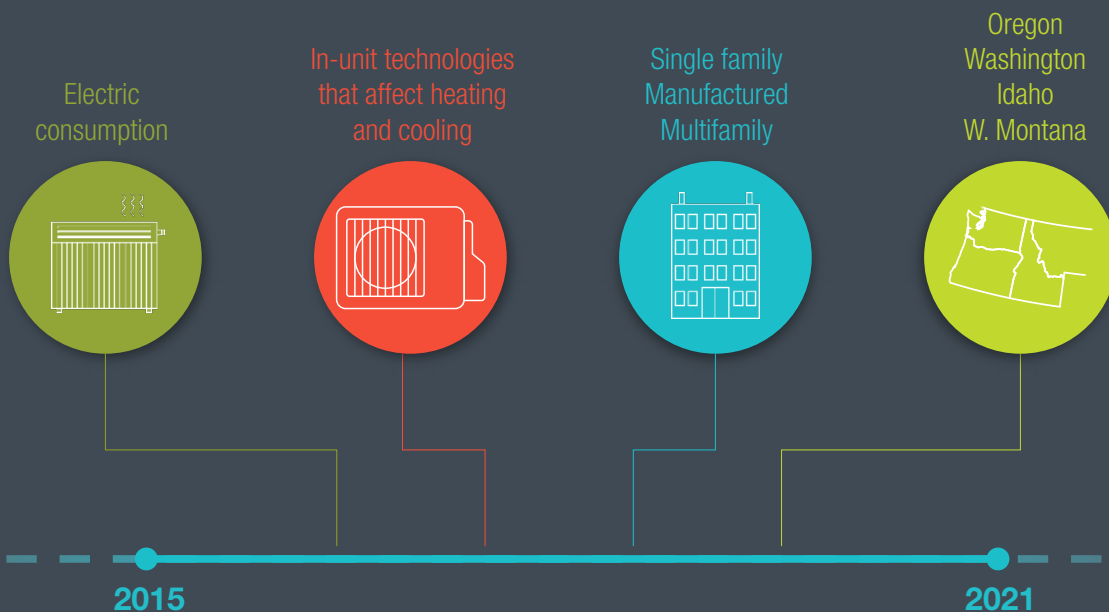 Electric
consumption
In-unit technologies
that affect heating
and cooling
Single family
Manufactured
Multifamily
Oregon
Washington
Idaho
W. Montana
2015
2021